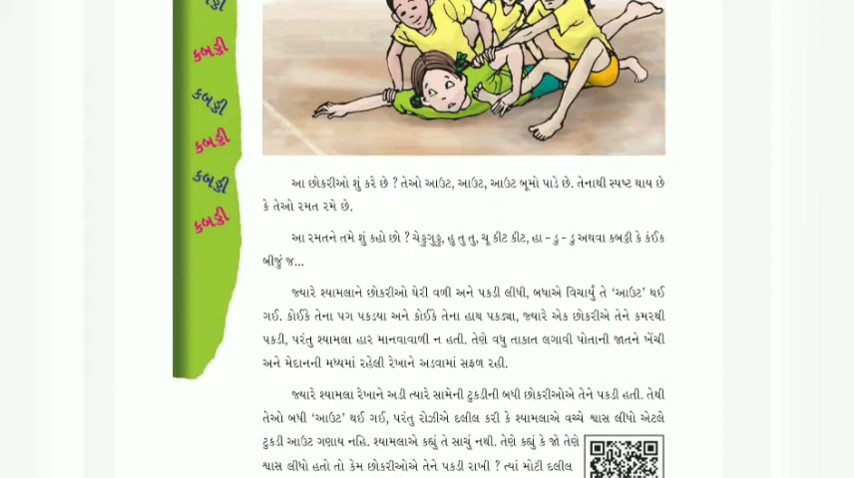 કબડ્ડી
કબડ્ડી
કબડ્ડી
કબડ્ડી
કબડ્ડી
આ છોકરીઓ શું કરે છે ? તેઓ આઉટ, આઉટ, આઉટ બૂમો પાડે છે. તેનાથી સ્પષ્ટ થાય છે
કે તેઓ રમત રમે છે.
આ રમતને તમે શું કહો છો ? ચેડુગુડુ, હુ તુ તુ, ચૂ કીટ કીટ, હા - ડુ - ડુ અથવા કબડ્ડી કે કંઈક
બીજું જ...
જ્યારે શ્યામલાને છોકરીઓ ઘેરી વળી અને પકડી લીધી, બધાએ વિચાર્યું તે ‘આઉટ’ થઈ
ગઈ. કોઈકે તેના પગ પકડયા અને કોઈકે તેના હાથ પકડ્યા, જ્યારે એક છોકરીએ તેને કમરથી
પકડી, પરંતુ શ્યામલા હાર માનવાવાળી ન હતી. તેણે વધુ તાકાત લગાવી પોતાની જાતને ખેંચી
અને મેદાનની મધ્યમાં રહેલી રેખાને અડવામાં સફળ રહી.
જ્યારે શ્યામલા રેખાને અડી ત્યારે સામેની ટુકડીની બધી છોકરીઓએ તેને પકડી હતી. તેથી
તેઓ બધી ‘આઉટ’ થઈ ગઈ, પરંતુ રોઝીએ દલીલ કરી કે શ્યામલાએ વચ્ચે શ્વાસ લીધો એટલે
ટુકડી આઉટ ગણાય નહિ. શ્યામલાએ કહ્યું તે સાચું નથી. તેણે કહ્યું કે જો તેણે
શ્વાસ લીધો હતો તો કેમ છોકરીઓએ તેને પકડી રાખી ? ત્યાં મોટી દલીલ